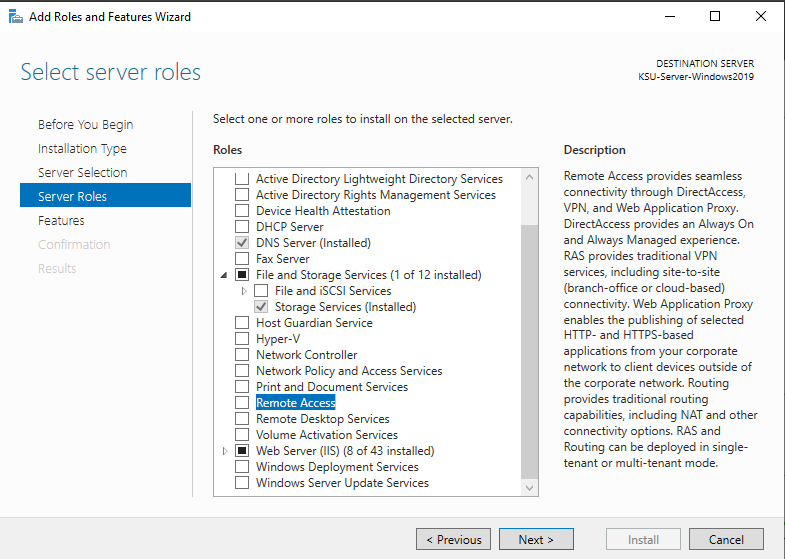 Add Roles and Features Wizard
Select server roles
DESTINATION SERVER
KSU-Server-Windows2019
Before You Begin
Installation Type
Server Selection
Server Roles
Features
Confirmation
Results
Select one or more roles to install on the selected server.
Roles
Active Directory Lightweight Directory Services
Active Directory Rights Management Services
Device Health Attestation
DHCP Server
DNS Server (Installed)
Fax Server
File and Storage Services (1 of 12 installed)
File and iSCSI Services
Storage Services (Installed)
Host Guardian Service
Hyper-V
Network Controller
Network Policy and Access Services
Print and Document Services
Remote Access
Remote Desktop Services
Volume Activation Services
Web Server (IIS) (8 of 43 installed)
Windows Deployment Services
Windows Server Update Services
Description
Remote Access provides seamless
connectivity through DirectAccess,
VPN, and Web Application Proxy.
DirectAccess provides an Always On
and Always Managed experience.
RAS provides traditional VPN
services, including site-to-site
(branch-office or cloud-based)
connectivity. Web Application Proxy
enables the publishing of selected
HTTP- and HTTPS-based
applications from your corporate
network to client devices outside of
the corporate network. Routing
provides traditional routing
capabilities, including NAT and other
connectivity options. RAS and
Routing can be deployed in single-
tenant or multi-tenant mode.
< Previous
Next >
Install
Cancel